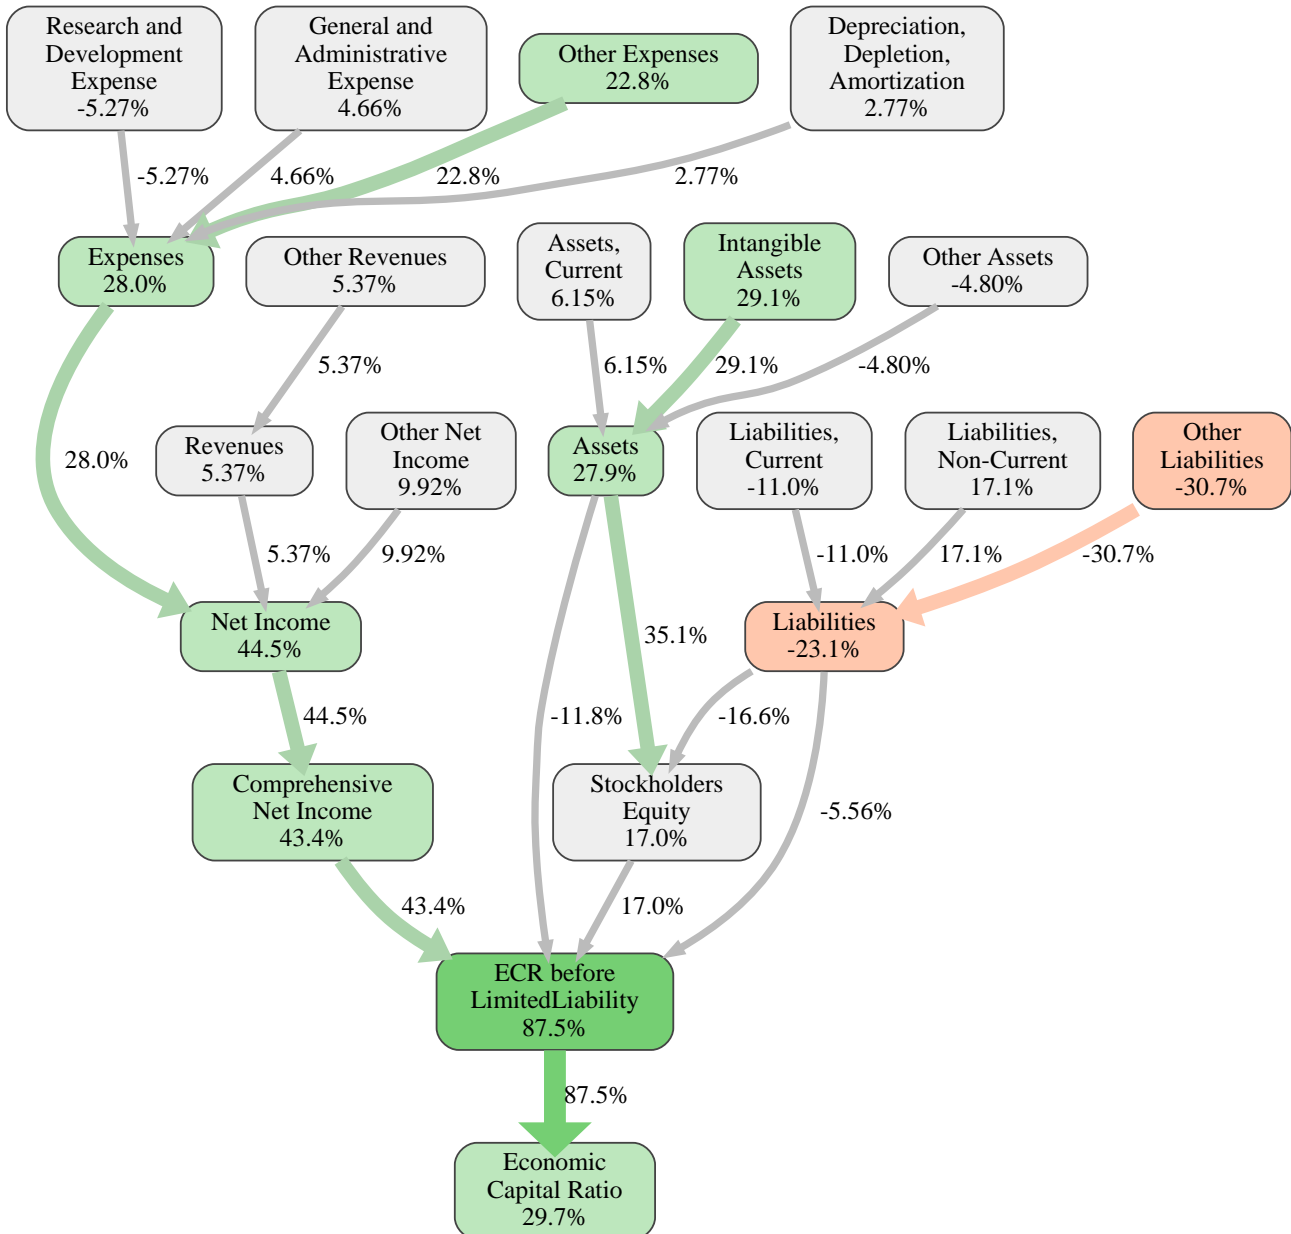 Research and
Development
Expense
-5.27%
General and
Administrative
Expense
4.66%
Other Expenses
22.8%
Depreciation,
Depletion,
Amortization
2.77%
-5.27%
4.66%
22.8%
2.77%
Expenses
28.0%
Other Revenues
5.37%
Assets,
Current
6.15%
Intangible
Assets
29.1%
Other Assets
-4.80%
5.37%
6.15%
29.1%
-4.80%
28.0%
Revenues
5.37%
Other Net
Income
9.92%
Assets
27.9%
Liabilities,
Current
-11.0%
Liabilities,
Non-Current
17.1%
Other
Liabilities
-30.7%
5.37%
9.92%
-11.0%
17.1%
-30.7%
Net Income
44.5%
35.1%
Liabilities
-23.1%
44.5%
-11.8%
-16.6%
-5.56%
Comprehensive
Net Income
43.4%
Stockholders
Equity
17.0%
43.4%
17.0%
ECR before
LimitedLiability
87.5%
87.5%
Economic
Capital Ratio
29.7%